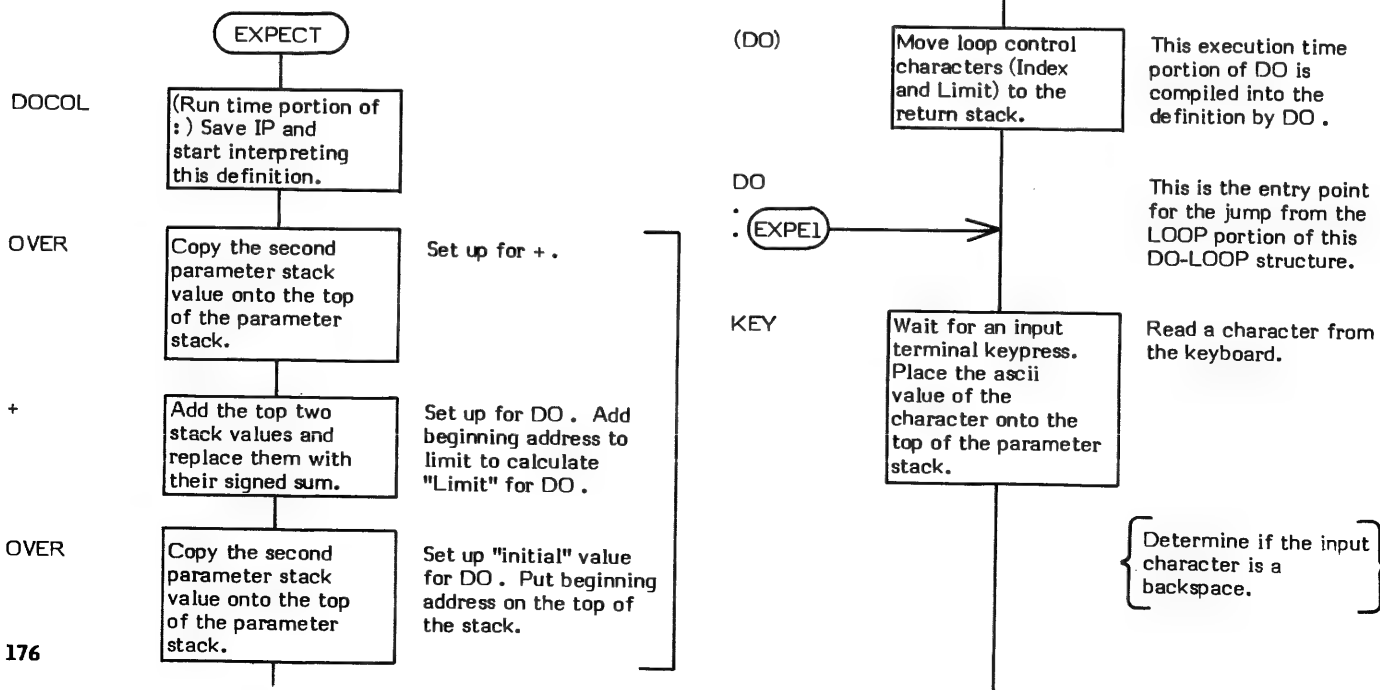 EXPECT
DOCOL
(Run time portion of
: ) Save IP and
start interpreting
this definition.
OVER
Copy the second
parameter stack
value onto the top
of the parameter
stack.
Set up for + .
+
Add the top two
stack values and
replace them with
their signed sum.
Set up for DO . Add
beginning address to
limit to calculate
"Limit" for DO .
OVER
Copy the second
parameter stack
value onto the top
of the parameter
stack.
Set up "initial" value
for DO . Put beginning
address on the top of
the stack.
176
(DO)
Move loop control
characters (Index
and Limit) to the
return stack.
This execution time
portion of DO is
compiled into the
definition by DO .
DO
:
EXPE1
This is the entry point
for the jump from the
LOOP portion of this
DO-LOOP structure.
KEY
Wait for an input
terminal keypress.
Place the ascii
value of the
character onto the
top of the parameter
stack.
Read a character from
the keyboard.
Determine if the input
character is a
backspace.